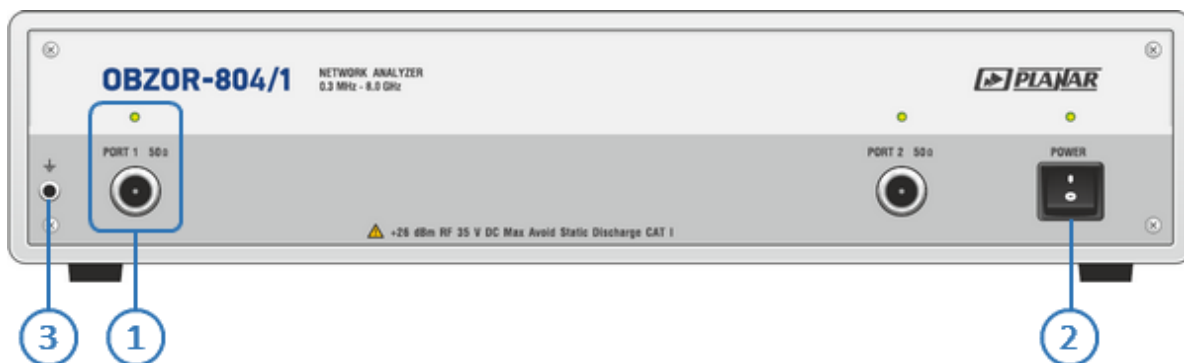 OBZOR-804/1
NETWORK ANALYZER
0.3 MHz - 8.0 GHz
PLANAR
PORT 1 50Ω
PORT 2 50Ω
POWER
+26 dBm RF 35 V DC Max Avoid Static Discharge CAT I
3
1
2